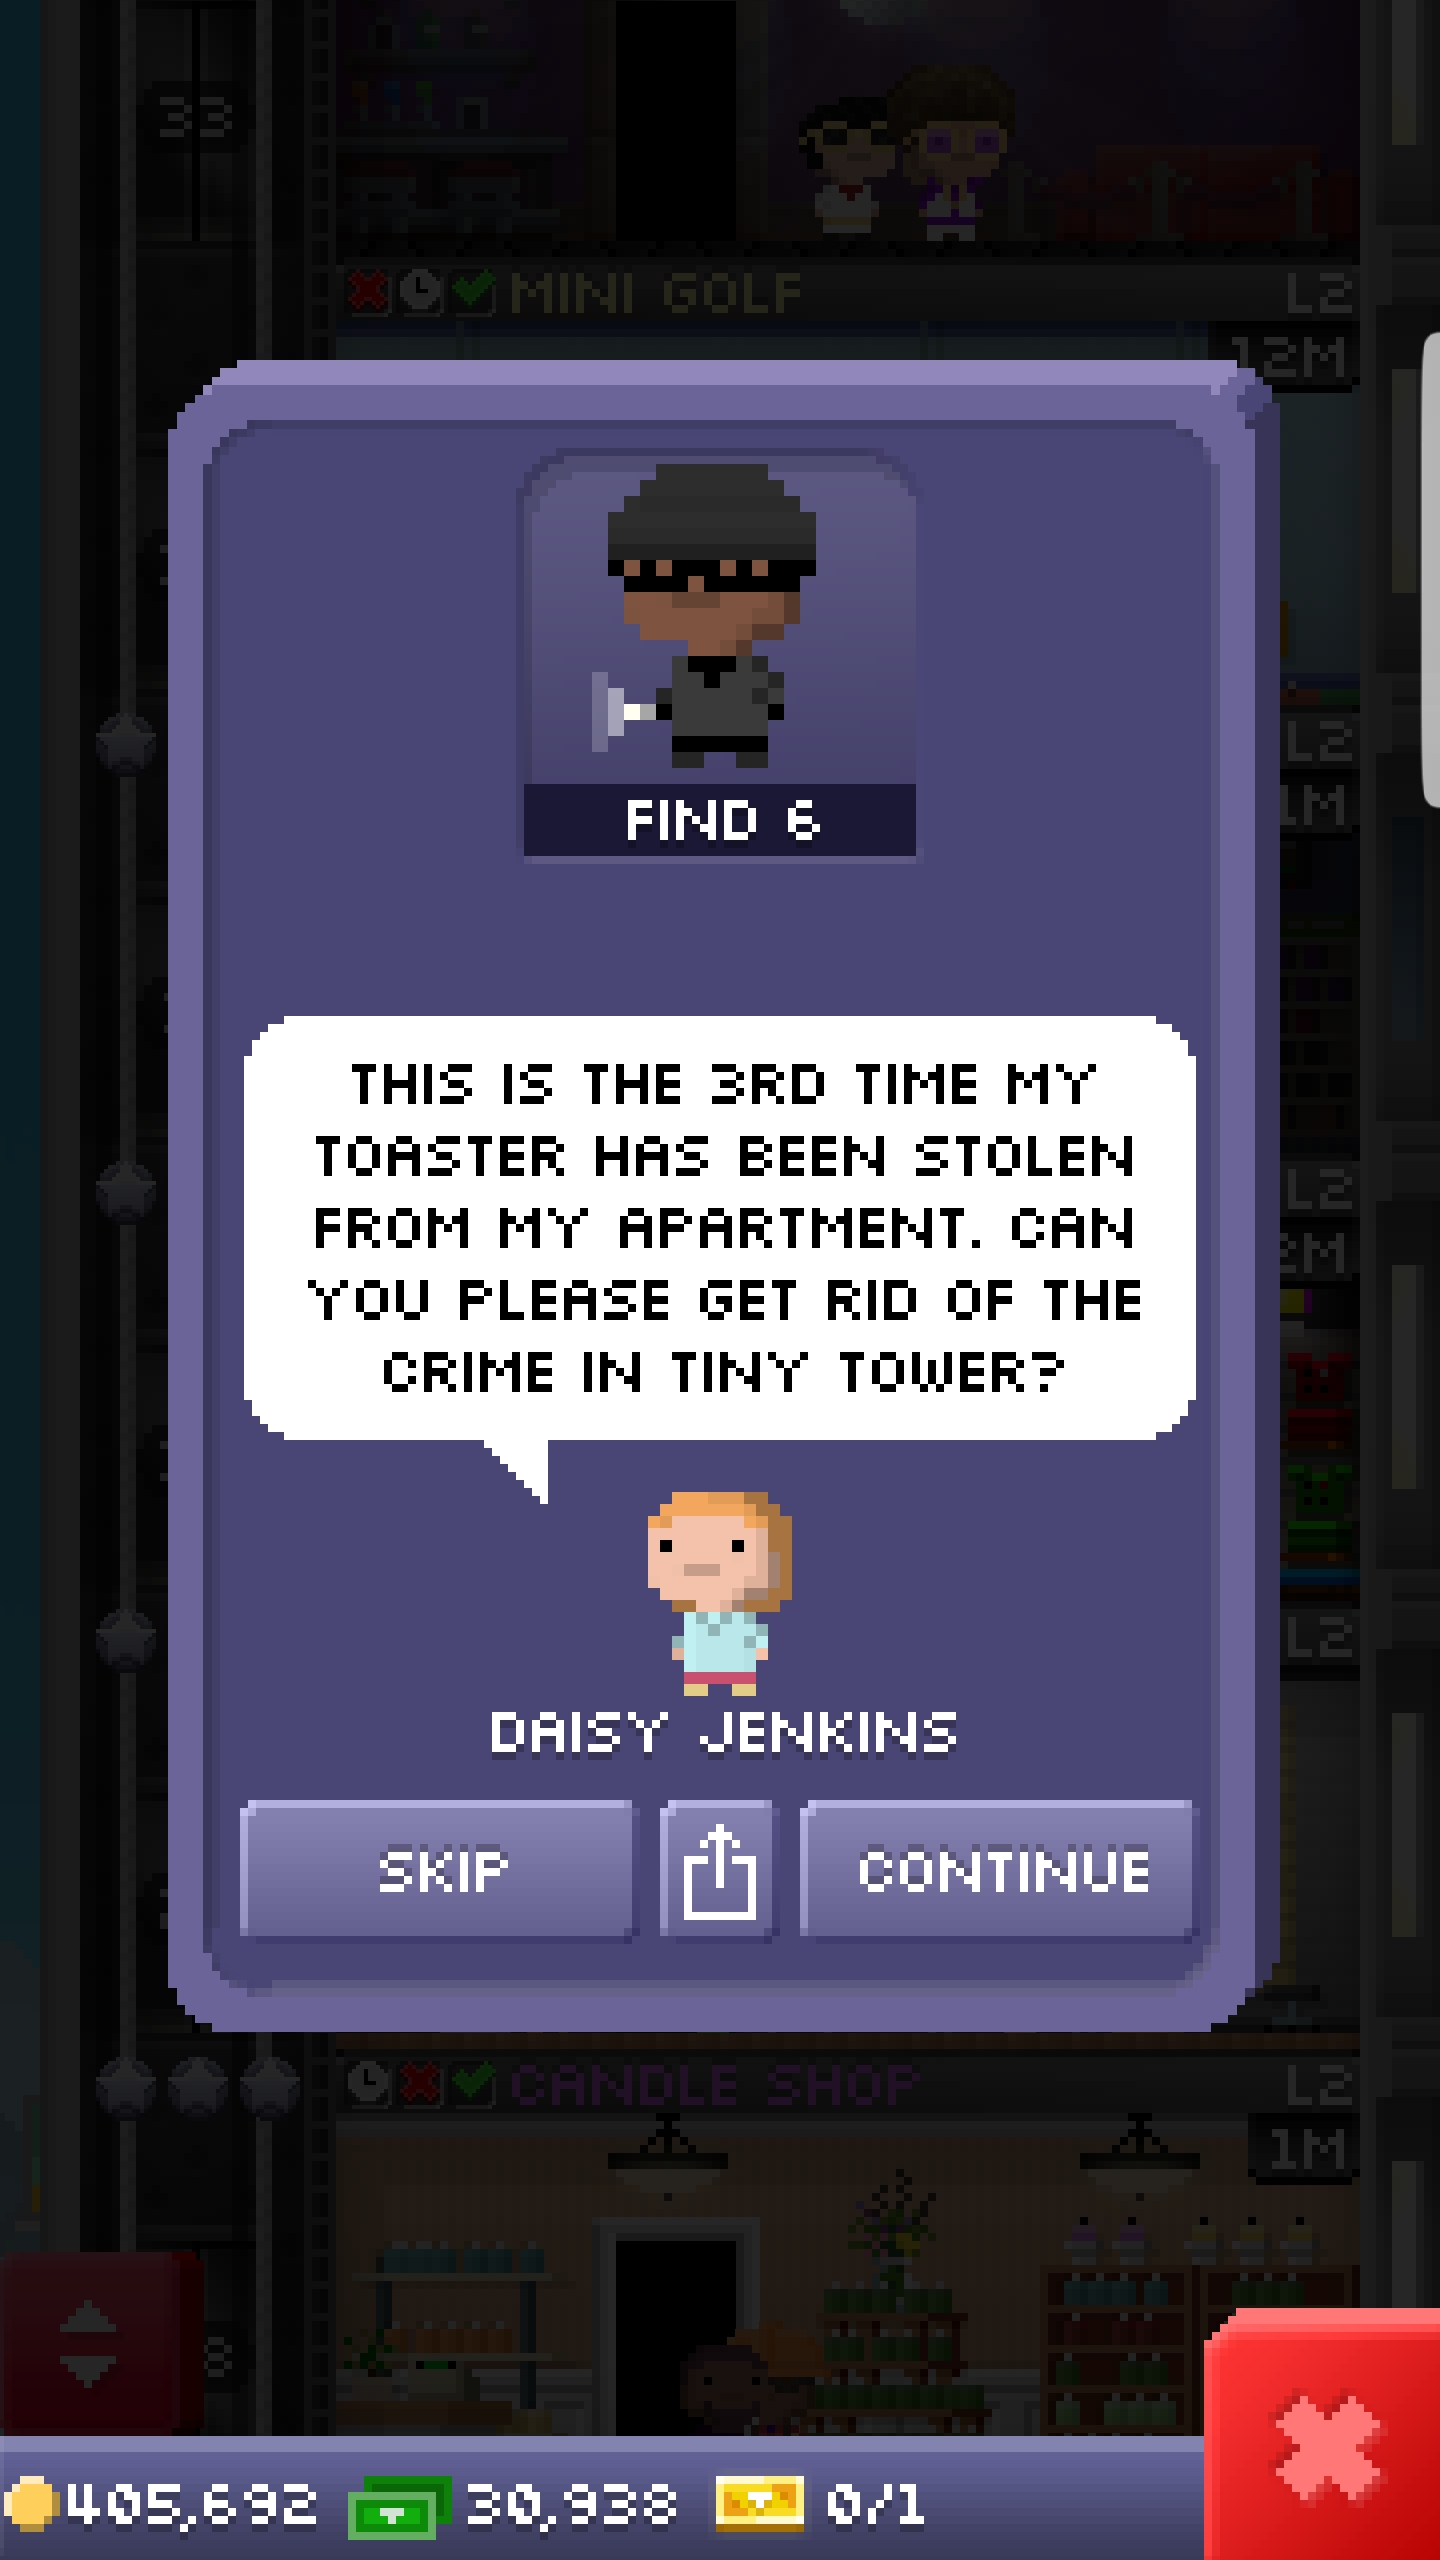 33
MINI GOLF L2
12M
FIND 6
L2
1M
THIS IS THE 3RD TIME MY
TOASTER HAS BEEN STOLEN
FROM MY APARTMENT. CAN
YOU PLEASE GET RID OF THE
CRIME IN TINY TOWER?
L2
2M
L2
DAISY JENKINS
SKIP
CONTINUE
CANDLE SHOP L2
1M
8
405,692 30,938 0/1